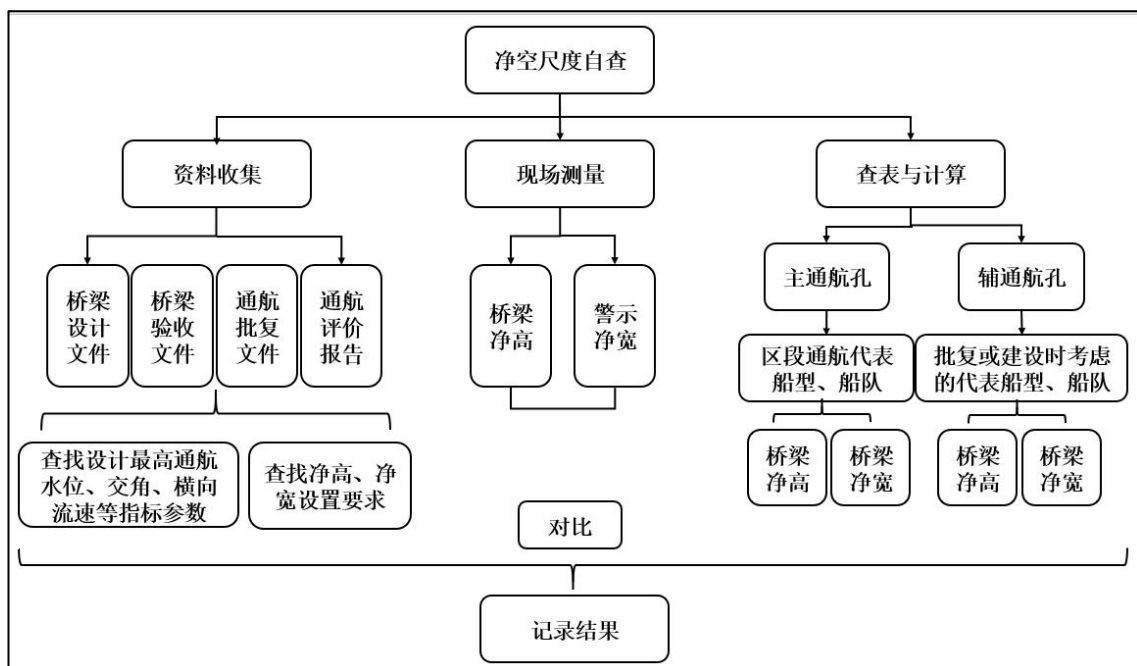 净空尺度自查
资料收集
现场测量
查表与计算
主通航孔
辅通航孔
桥梁
设计
文件
桥梁
验收
文件
通航
批复
文件
通航
评价
报告
桥梁
净高
警示
净宽
区段通航代表
船型、船队
批复或建设时考虑
的代表船型、船队
查找设计最高通航
水位、交角、横向
流速等指标参数
查找净高、净
宽设置要求
桥梁
净高
桥梁
净宽
桥梁
净高
桥梁
净宽
对比
记录结果